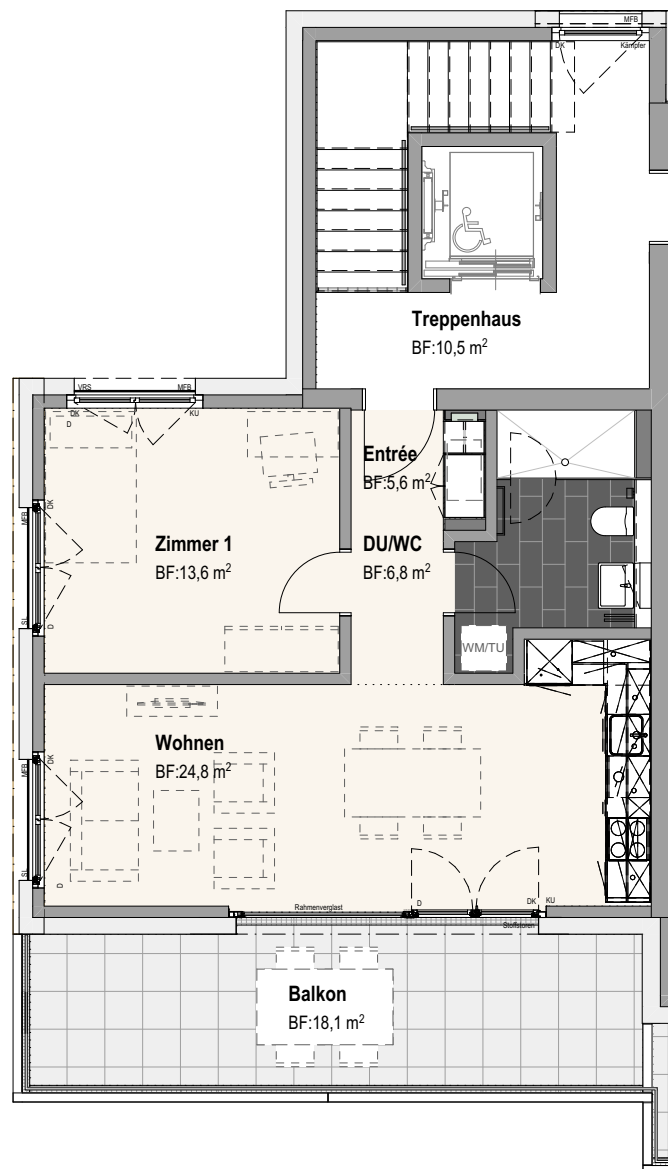 MFB
DK
Kämpfer
Treppenhaus
BF:10,5 m²
VRS
MFB
DK
KU
D
Entrée
BF:5,6 m²
MFB
DK
Zimmer 1
BF:13,6 m²
DU/WC
BF:6,8 m²
SL
D
WM/TU
Wohnen
BF:24,8 m²
MFB
DK
SL
D
Rahmenverglast
D
DK
KU
Stoffstoren
Balkon
BF:18,1 m²